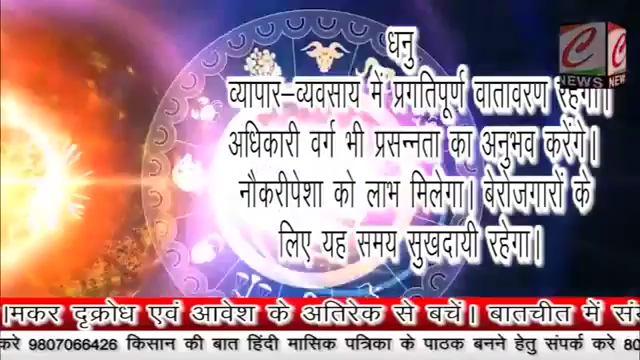 धनु
व्यापार-व्यवसाय में प्रगतिपूर्ण वातावरण रहेगा।
अधिकारी वर्ग भी प्रसन्नता का अनुभव करेंगे।
नौकरीपेशा को लाभ मिलेगा। बेरोजगारों के
लिए यह समय सुखदायी रहेगा।
C NEWS
NEWS
।मकर दृक्रोध एवं आवेश के अतिरेक से बचें। बातचीत में
करे 9807066426 किसान की बात हिंदी मासिक पत्रिका के पाठक बनने हेतु संपर्क करे 80